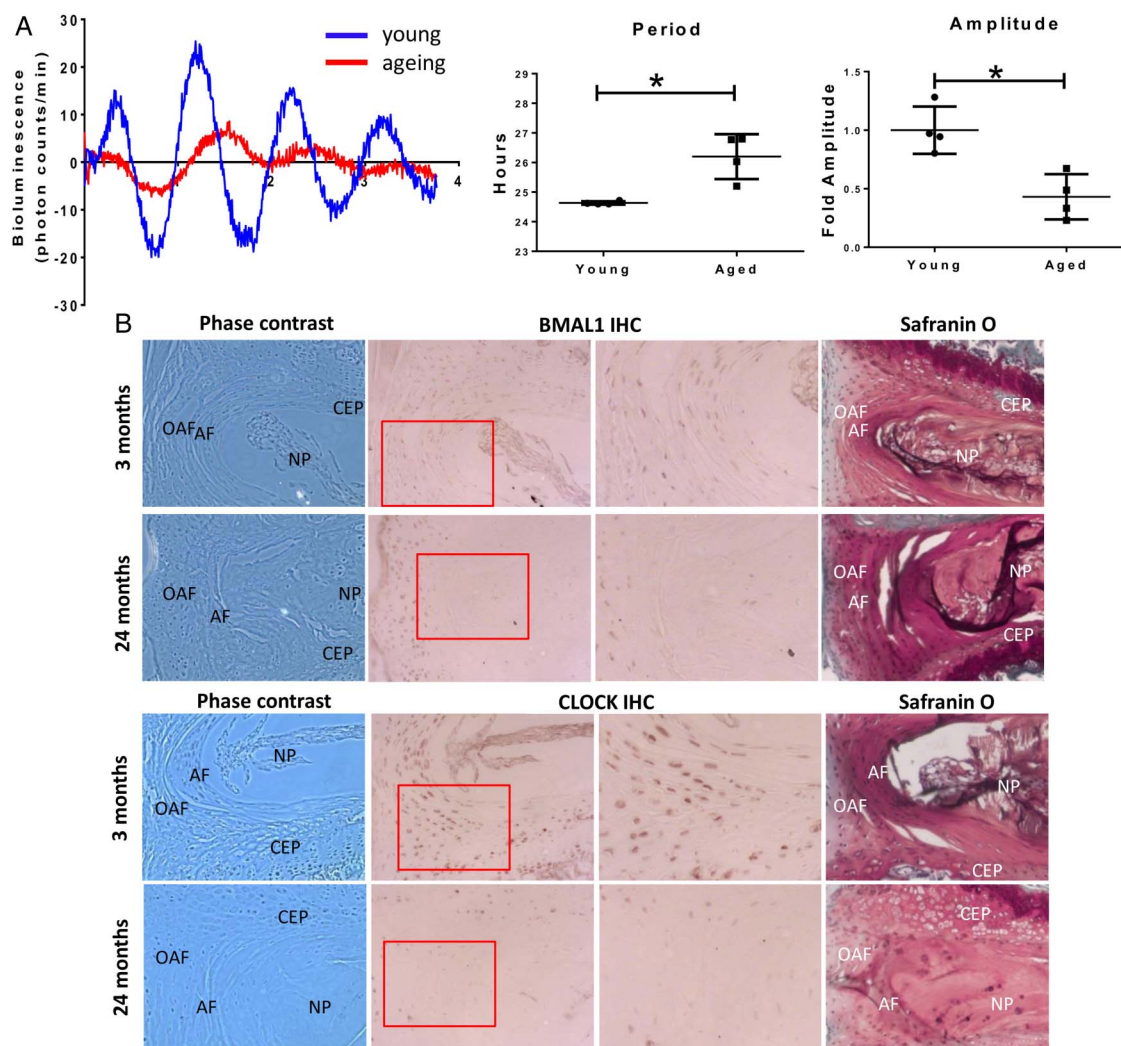 A
Bioluminescence
(photon counts/min)
30
20
10
0
-10
-20
-30
2
3
4
young
ageing
Period
*
Hours
29
28
27
26
25
24
23
Young
Aged
Amplitude
*
Fold Amplitude
1.5
1.0
0.5
0.0
Young
Aged
B
Phase contrast
BMAL1 IHC
Safranin O
3 months
OAF
AF
NP
CEP
OAF
AF
NP
CEP
24 months
OAF
AF
NP
CEP
OAF
AF
NP
CEP
Phase contrast
CLOCK IHC
Safranin O
3 months
NP
AF
OAF
CEP
AF
OAF
NP
CEP
24 months
CEP
OAF
AF
NP
CEP
OAF
AF
NP